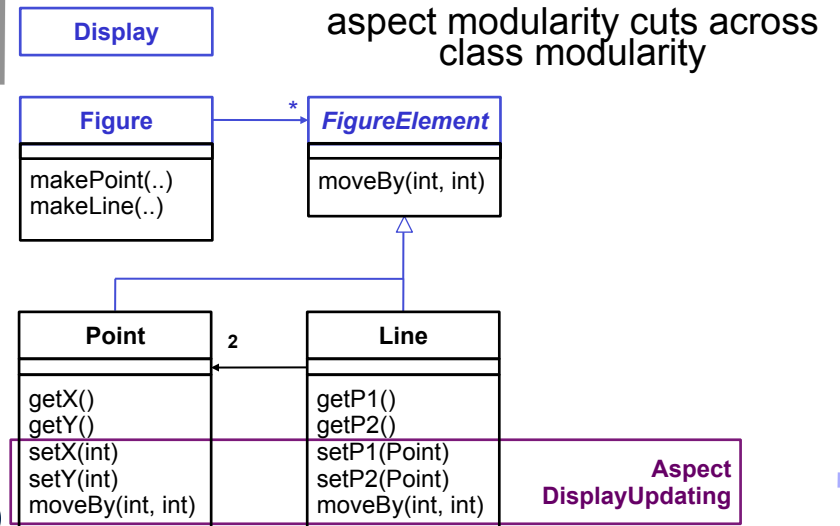 Display
aspect modularity cuts across
class modularity
Figure
*
FigureElement
makePoint(..)
makeLine(..)
moveBy(int, int)
Point
2
Line
getX()
getY()
setX(int)
setY(int)
moveBy(int, int)
getP1()
getP2()
setP1(Point)
setP2(Point)
moveBy(int, int)
Aspect
DisplayUpdating